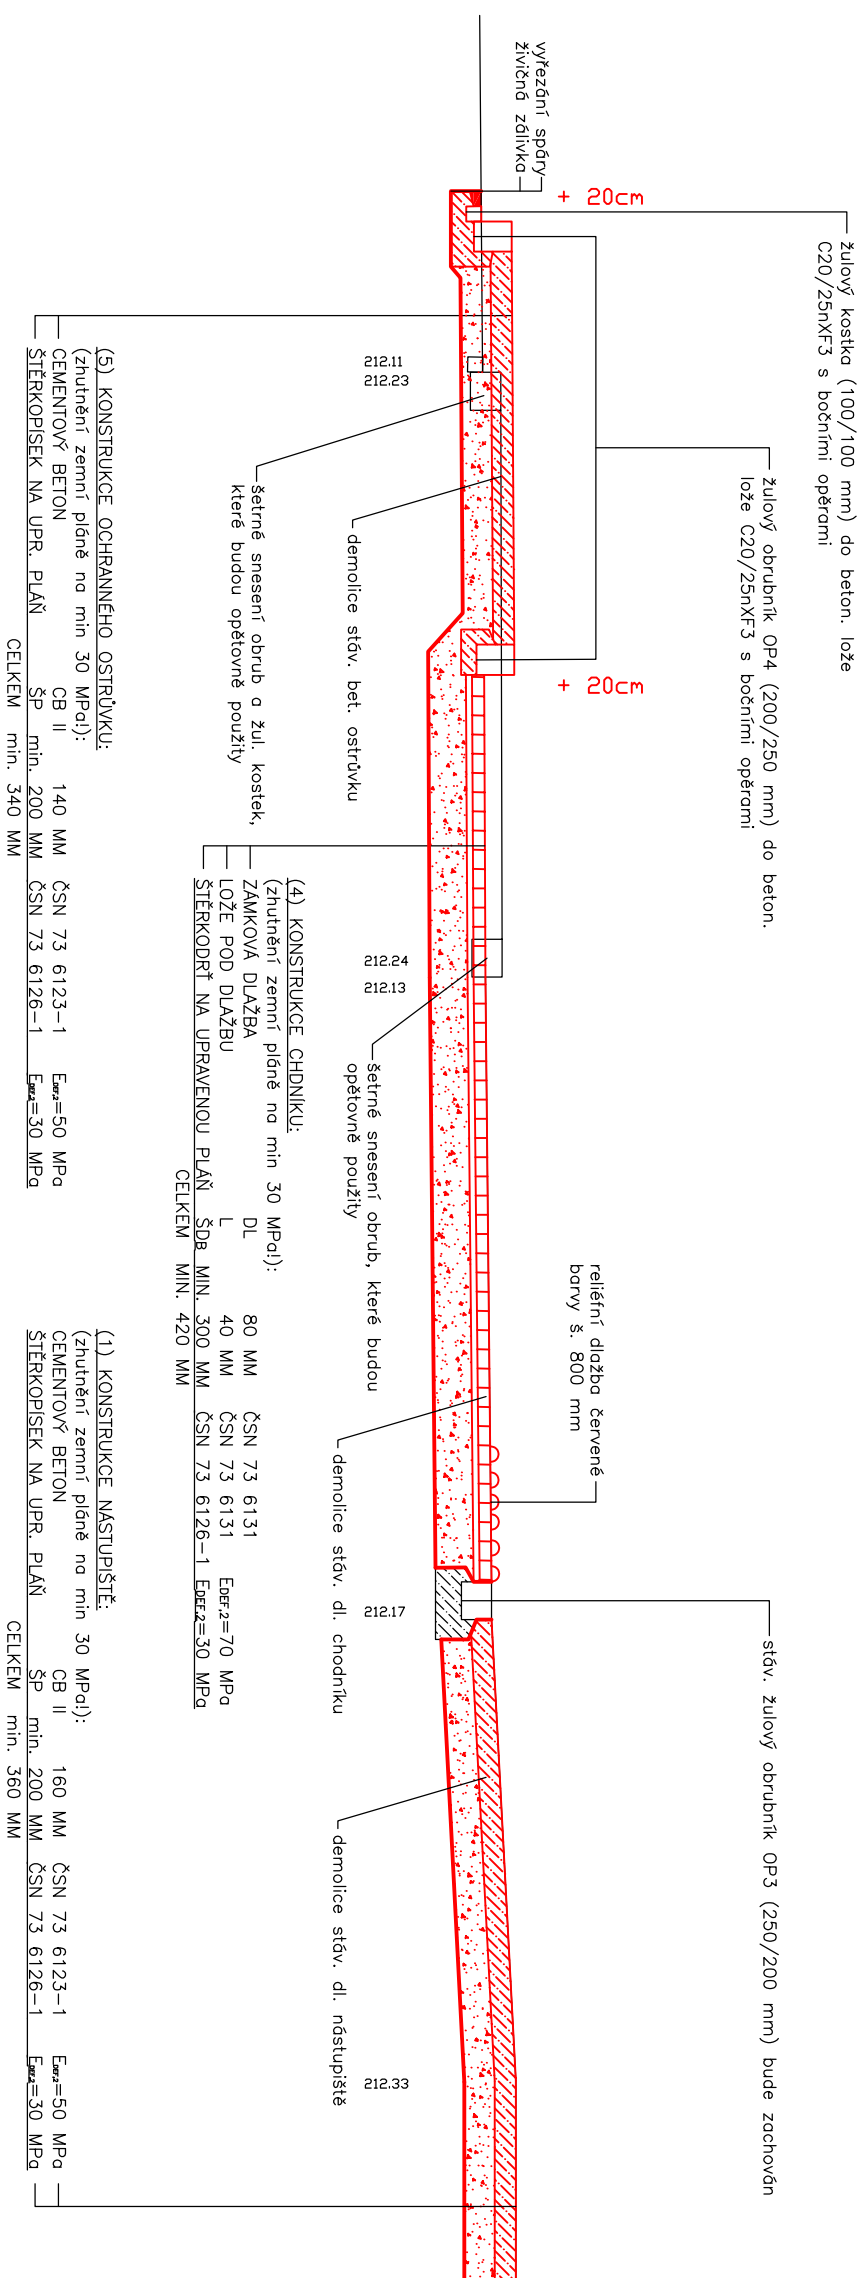 žulový kostka (100/100 mm) do beton. lože
C20/25nXF3 s bočními opěrami
žulový obrubník OP4 (200/250 mm) do beton.
lože C20/25nXF3 s bočními opěrami
stáv. žulový obrubník OP3 (250/200 mm) bude zachován
reliéfní dlažba červené
barvy š. 800 mm
+ 20cm
+ 20cm
vyřezání spáry
živičná zálivka
212.11
212.23
212.24
212.13
212.17
212.33
demolice stáv. bet. ostrůvku
šetrné snesení obrub a žul. kostek,
které budou opětovně použity
šetrné snesení obrub, které budou
opětovně použity
demolice stáv. dl. chodníku
demolice stáv. dl. nástupiště
(4) KONSTRUKCE CHDNÍKU:
(zhutnění zemní pláně na min 30 MPa!):
ZÁMKOVÁ DLAŽBA DL 80 MM ČSN 73 6131
LOŽE POD DLAŽBU L 40 MM ČSN 73 6131 EDEF,2=70 MPa
ŠTĚRKODRŤ NA UPRAVENOU PLÁŇ ŠDB MIN. 300 MM ČSN 73 6126-1 EDEF,2=30 MPa
CELKEM MIN. 420 MM
(5) KONSTRUKCE OCHRANNÉHO OSTRŮVKU:
(zhutnění zemní pláně na min 30 MPa!):
CEMENTOVÝ BETON CB II 140 MM ČSN 73 6123-1 EDEF,2=50 MPa
ŠTĚRKOPÍSEK NA UPR. PLÁŇ ŠP min. 200 MM ČSN 73 6126-1 EDEF,2=30 MPa
CELKEM min. 340 MM
(1) KONSTRUKCE NÁSTUPIŠTĚ:
(zhutnění zemní pláně na min 30 MPa!):
CEMENTOVÝ BETON CB II 160 MM ČSN 73 6123-1 EDEF,2=50 MPa
ŠTĚRKOPÍSEK NA UPR. PLÁŇ ŠP min. 200 MM ČSN 73 6126-1 EDEF,2=30 MPa
CELKEM min. 360 MM